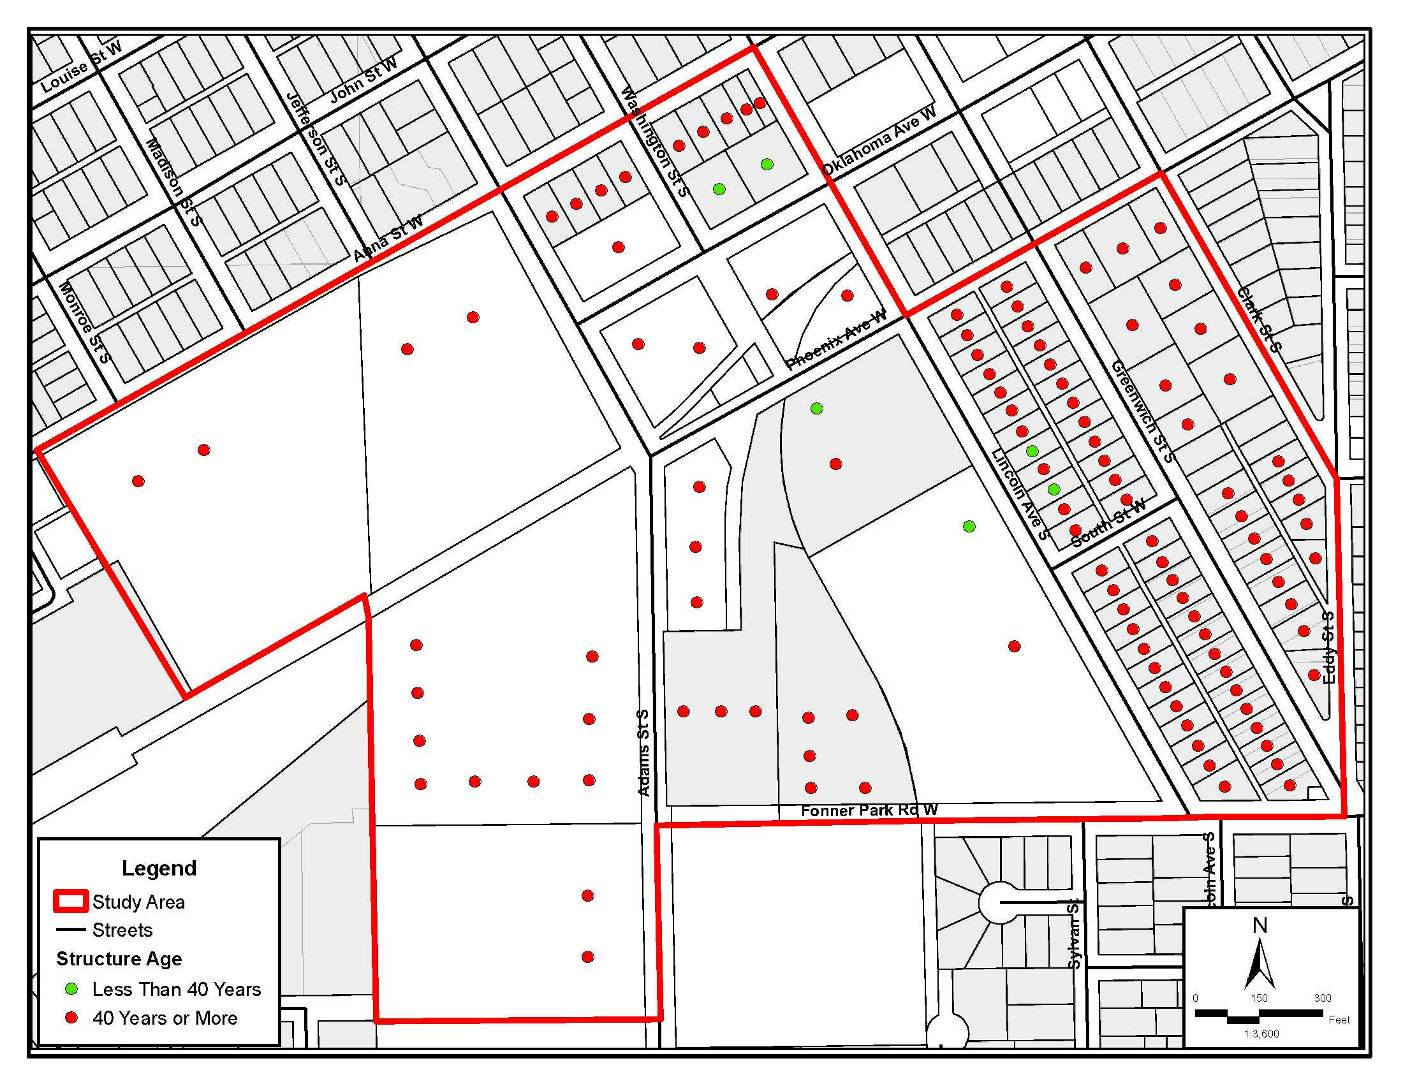 Louise St W
John St W
Jefferson St S
Madison St S
Washington St S
Oklahoma Ave W
Anna St W
Monroe St S
Phoenix Ave W
Clark St S
Greenwich St S
Lincoln Ave S
South St W
Eddy St S
Adams St S
Fonner Park Rd W
Sylvan St
coln Ave S
S
Legend
Study Area
Streets
Structure Age
Less Than 40 Years
40 Years or More
N
0 150 300
Feet
1:3,600